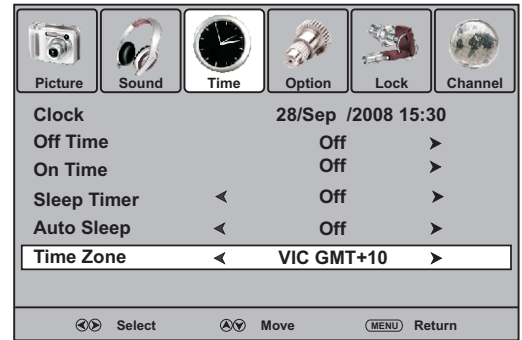 Picture Sound Time Option Lock Channel
Clock 28/Sep /2008 15:30
Off Time Off
On Time Off
Sleep Timer Off
Auto Sleep Off
Time Zone VIC GMT+10
Select Move MENU Return